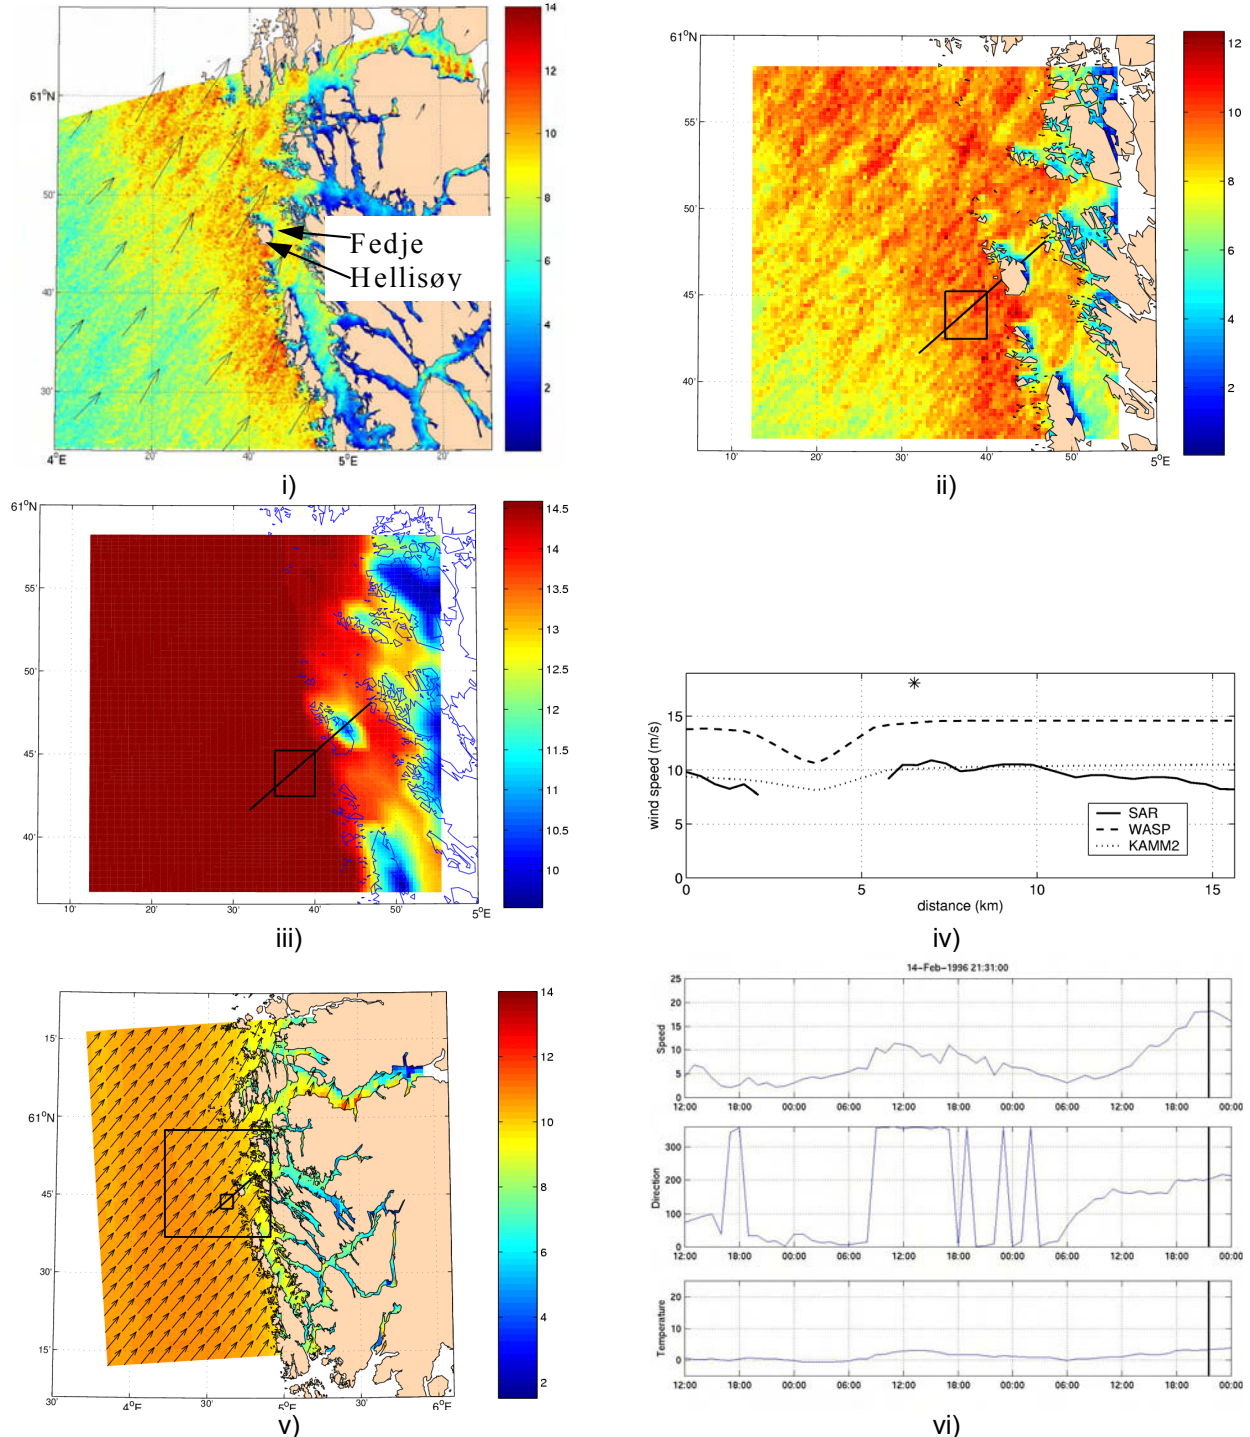 61°N
50'
40'
30'
4°E
20'
40'
5°E
20'
14
12
10
8
6
4
2
Fedje
Hellisøy
i)
61°N
55'
50'
45'
40'
10'
20'
30'
40'
50'
5°E
12
10
8
6
4
2
ii)
61°N
55'
50'
45'
40'
10'
20'
30'
40'
50'
5°E
14.5
14
13.5
13
12.5
12
11.5
11
10.5
10
iii)
wind speed (m/s)
15
10
5
0
0
5
10
15
distance (km)
SAR
WASP
KAMM2
iv)
15'
61°N
45'
30'
15'
30'
4°E
30'
5°E
30'
6°E
14
12
10
8
6
4
2
v)
14-Feb-1996 21:31:00
Speed
25
20
15
10
5
0
12:00 18:00 00:00 06:00 12:00 18:00 00:00 06:00 12:00 18:00 00:00
Direction
300
200
100
0
12:00 18:00 00:00 06:00 12:00 18:00 00:00 06:00 12:00 18:00 00:00
Temperature
20
10
0
12:00 18:00 00:00 06:00 12:00 18:00 00:00 06:00 12:00 18:00 00:00
vi)